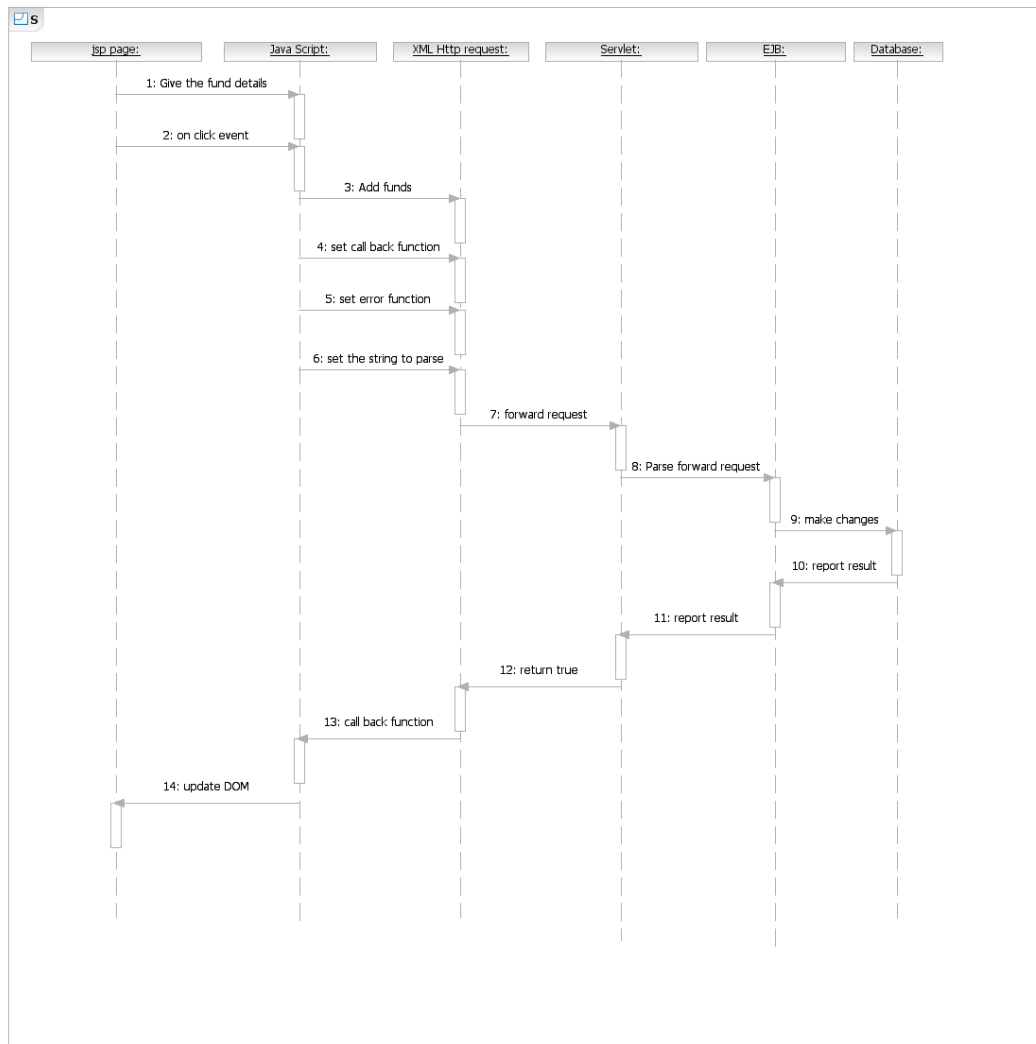 s
jsp page: Java Script: XML Http request: Servlet: EJB: Database:
1: Give the fund details
2: on click event
3: Add funds
4: set call back function
5: set error function
6: set the string to parse
7: forward request
8: Parse forward request
9: make changes
10: report result
11: report result
12: return true
13: call back function
14: update DOM